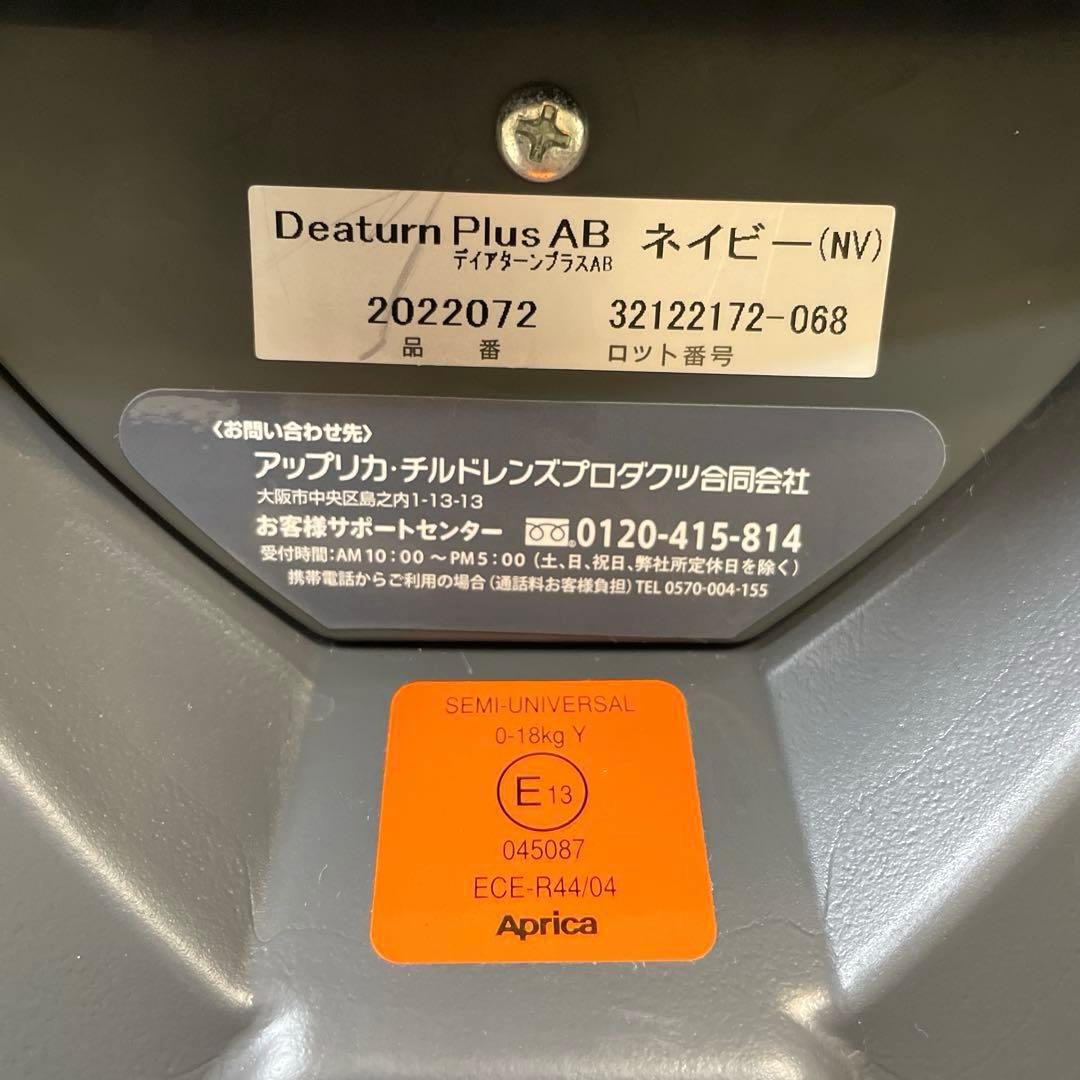 Deaturn Plus AB ネイビー(NV)
デイアターンプラスAB
2022072 32122172-068
品番 ロット番号
〈お問い合わせ先〉
アップリカ・チルドレンズプロダクツ合同会社
大阪市中央区島之内1-13-13
お客様サポートセンター 0120-415-814
受付時間:AM10:00～PM5:00(土、日、祝日、弊社所定休日を除く)
携帯電話からご利用の場合(通話料お客様負担)TEL 0570-004-155
SEMI-UNIVERSAL
0-18kg Y
E 13
045087
ECE-R44/04
Aprica